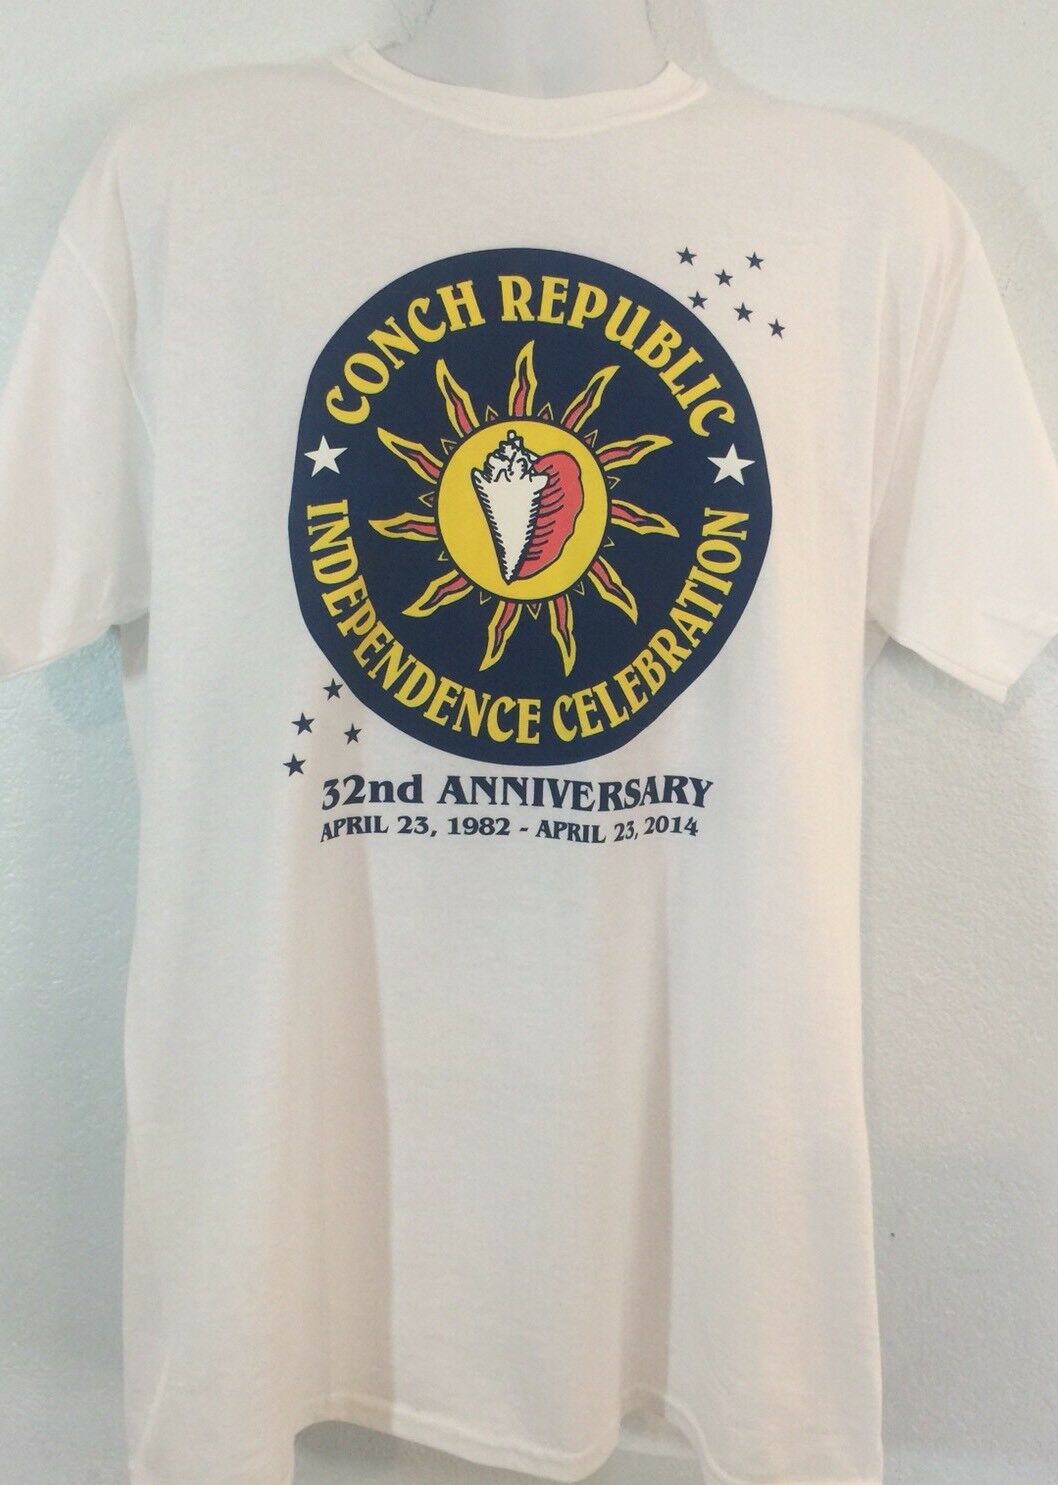 CONCH REPUBLIC
INDEPENDENCE CELEBRATION
32nd ANNIVERSARY
APRIL 23, 1982 - APRIL 23, 2014